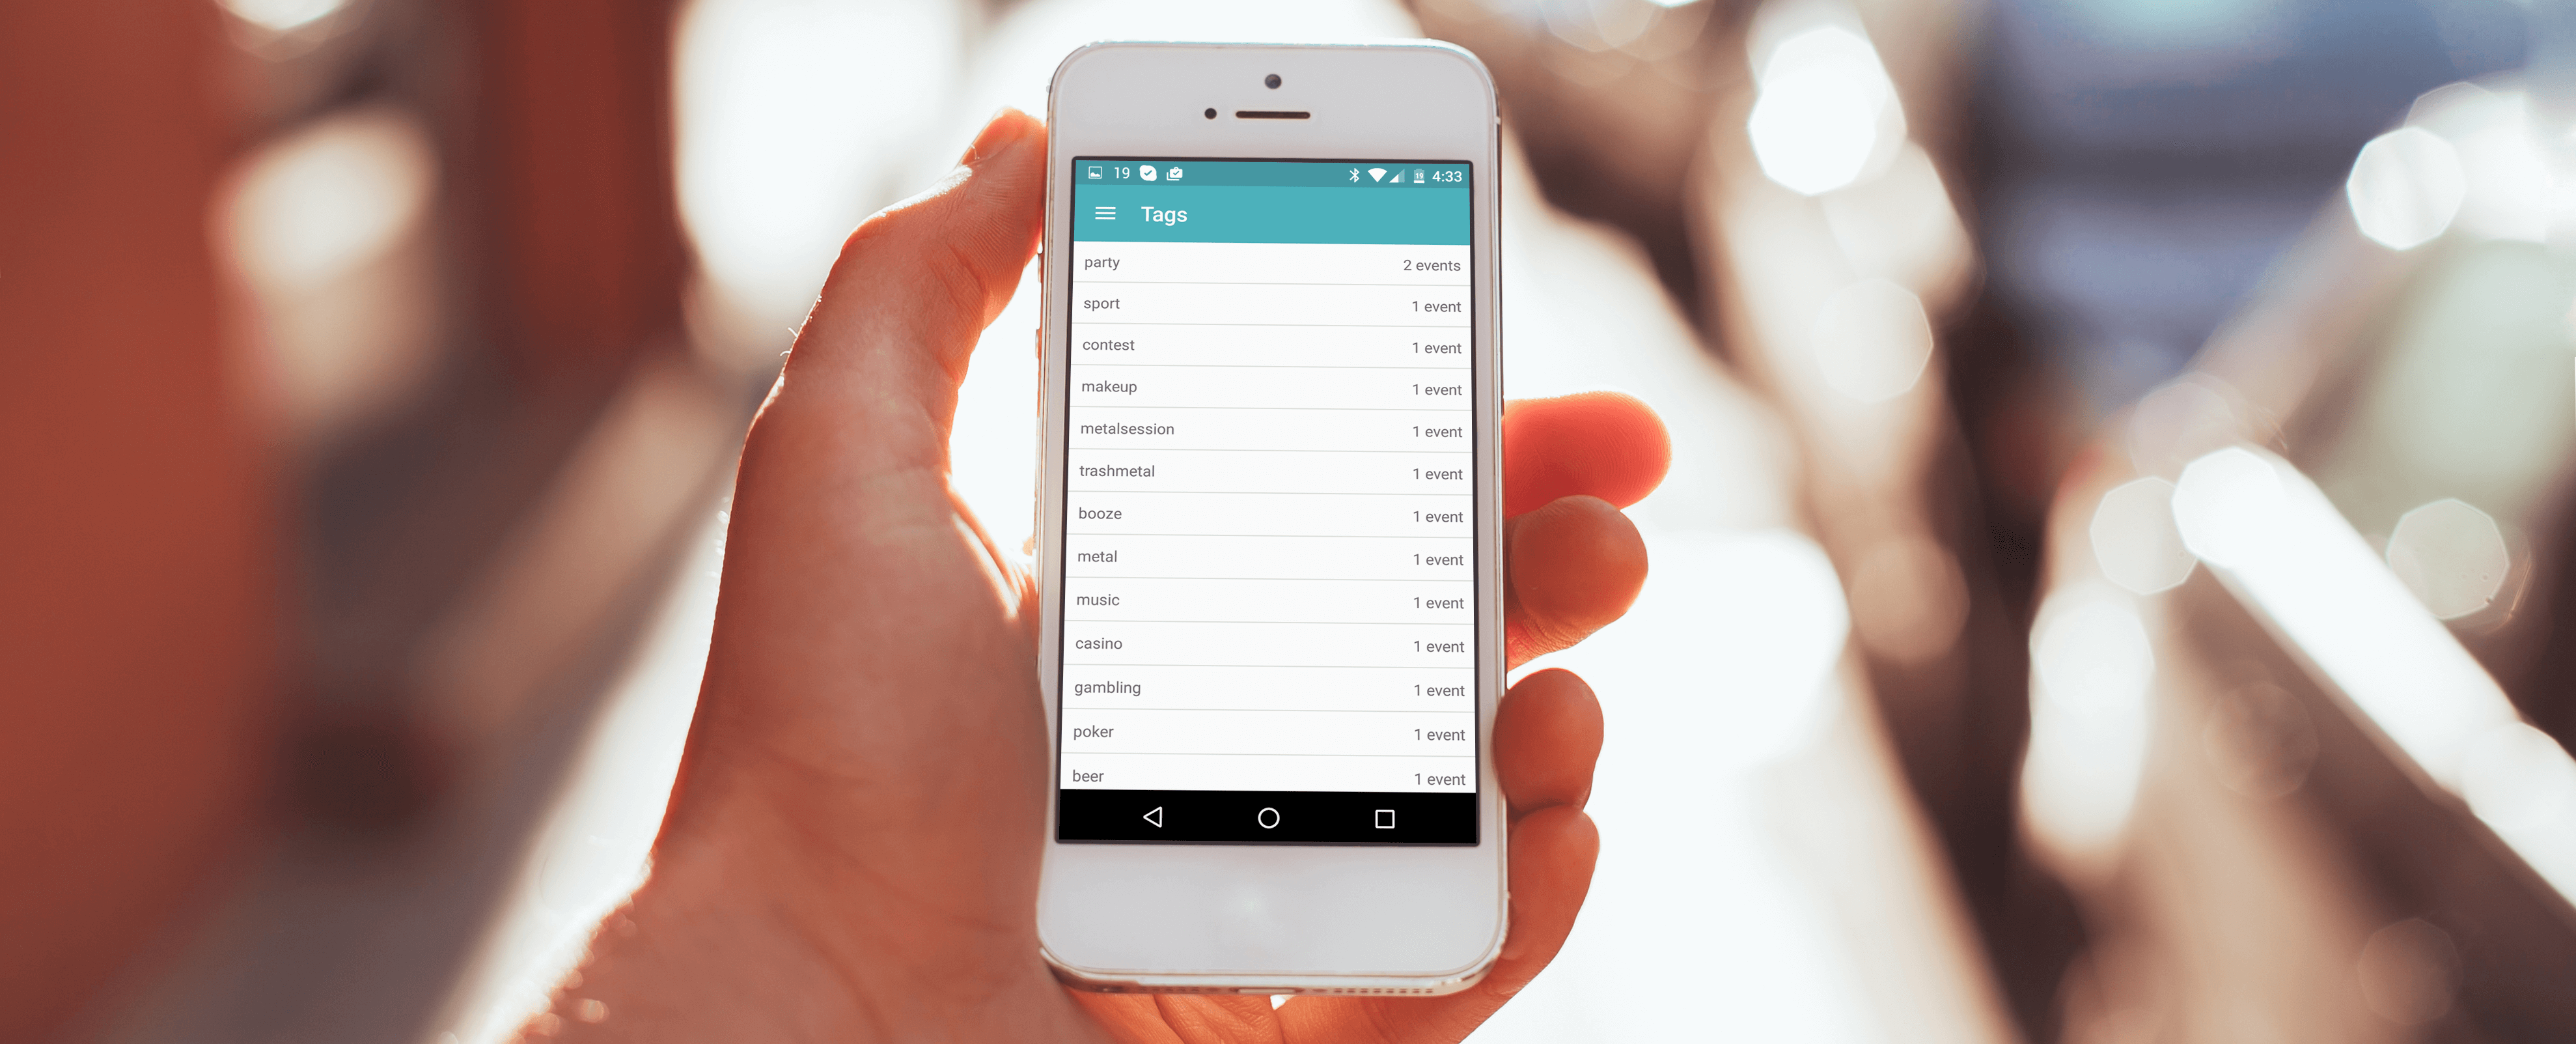 19 19 4:33
Tags
party 2 events
sport 1 event
contest 1 event
makeup 1 event
metalsession 1 event
trashmetal 1 event
booze 1 event
metal 1 event
music 1 event
casino 1 event
gambling 1 event
poker 1 event
beer 1 event